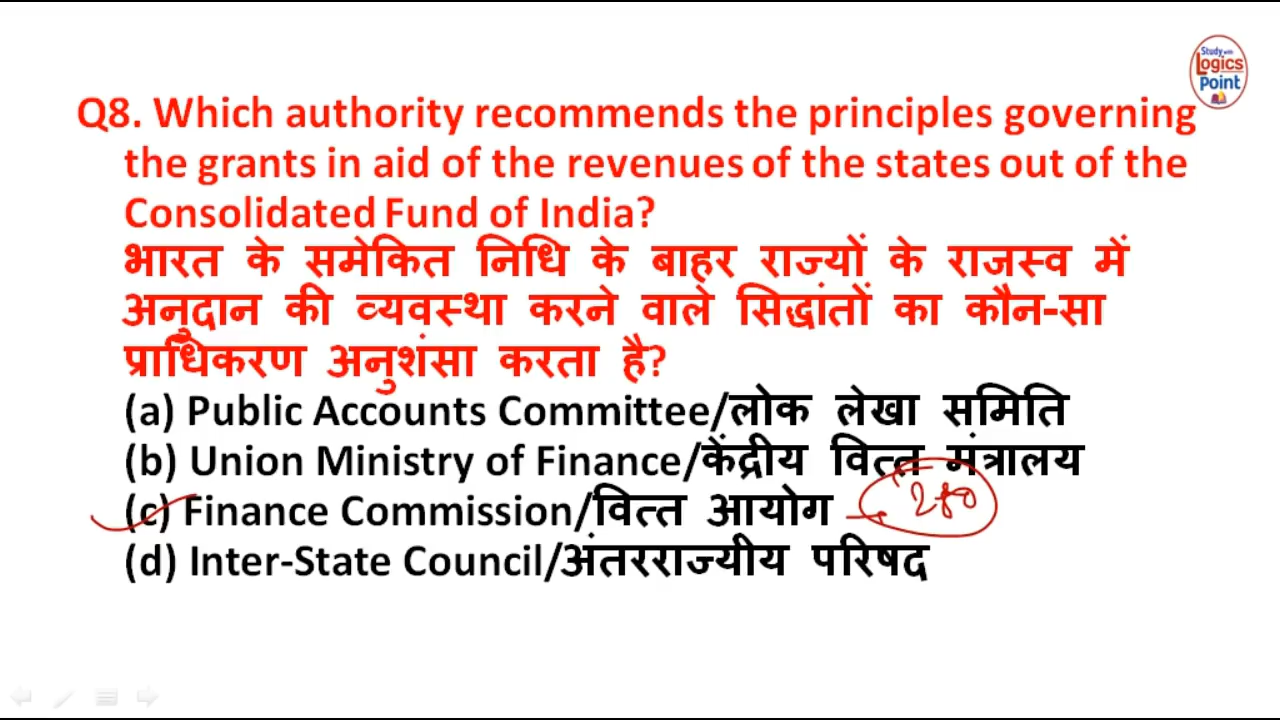 Study with
Logics
Point
Q8. Which authority recommends the principles governing
the grants in aid of the revenues of the states out of the
Consolidated Fund of India?
भारत के समेकित निधि के बाहर राज्यों के राजस्व में
अनुदान की व्यवस्था करने वाले सिद्धांतों का कौन-सा
प्राधिकरण अनुशंसा करता है?
(a) Public Accounts Committee/लोक लेखा समिति
(b) Union Ministry of Finance/केंद्रीय वित्त मंत्रालय
(c) Finance Commission/वित्त आयोग 280
(d) Inter-State Council/अंतरराज्यीय परिषद